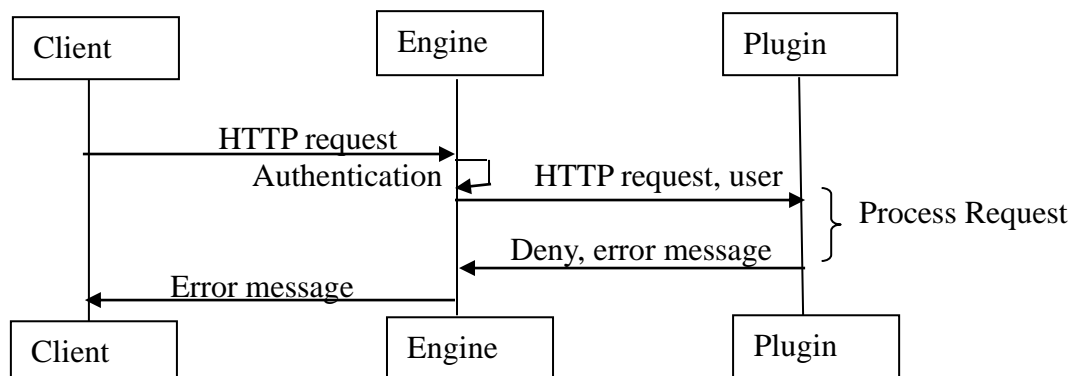 Client
Engine
Plugin
HTTP request
Authentication
HTTP request, user
Process Request
Deny, error message
Error message
Client
Engine
Plugin